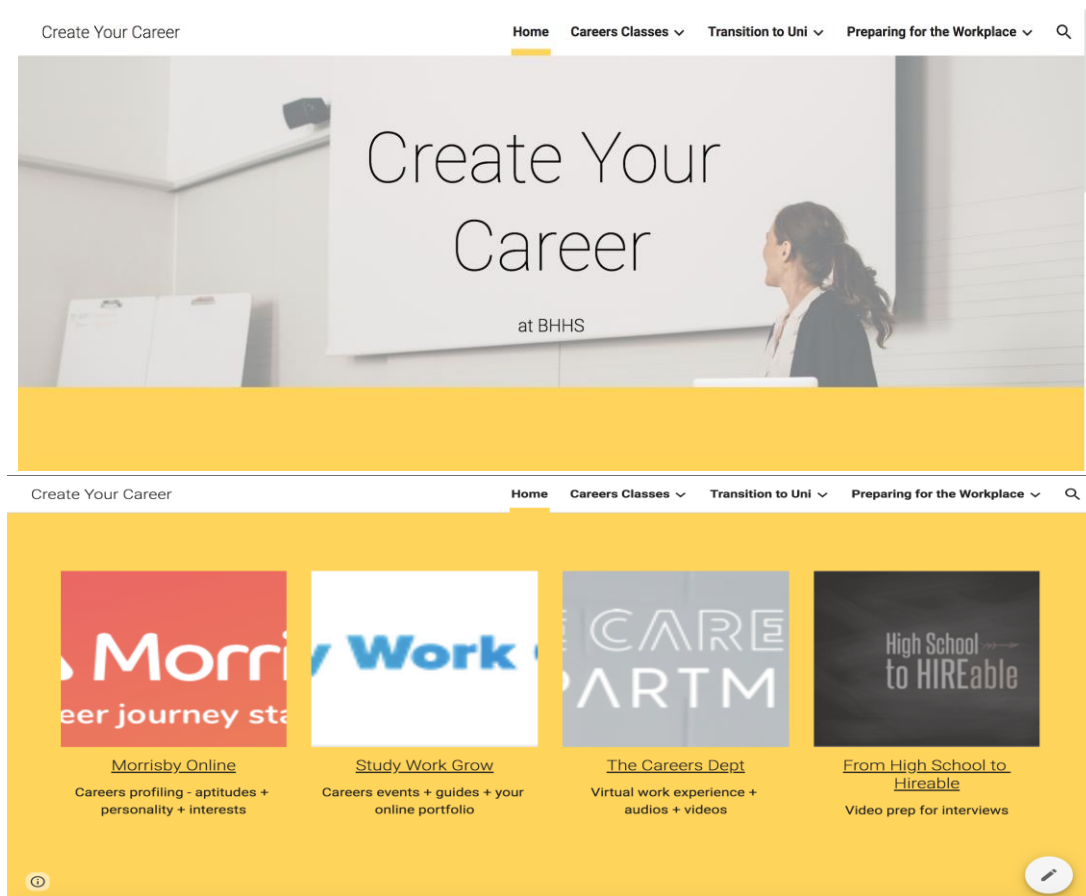 Create Your Career
Home Careers Classes Transition to Uni Preparing for the Workplace
Create Your
Career
at BHHS
Create Your Career
Home Careers Classes Transition to Uni Preparing for the Workplace
Morri
eer journey sta
y Work
E CARE
PARTM
High School
to HIREable
Morrisby Online
Careers profiling - aptitudes +
personality + interests
Study Work Grow
Careers events + guides + your
online portfolio
The Careers Dept
Virtual work experience +
audios + videos
From High School to
Hireable
Video prep for interviews